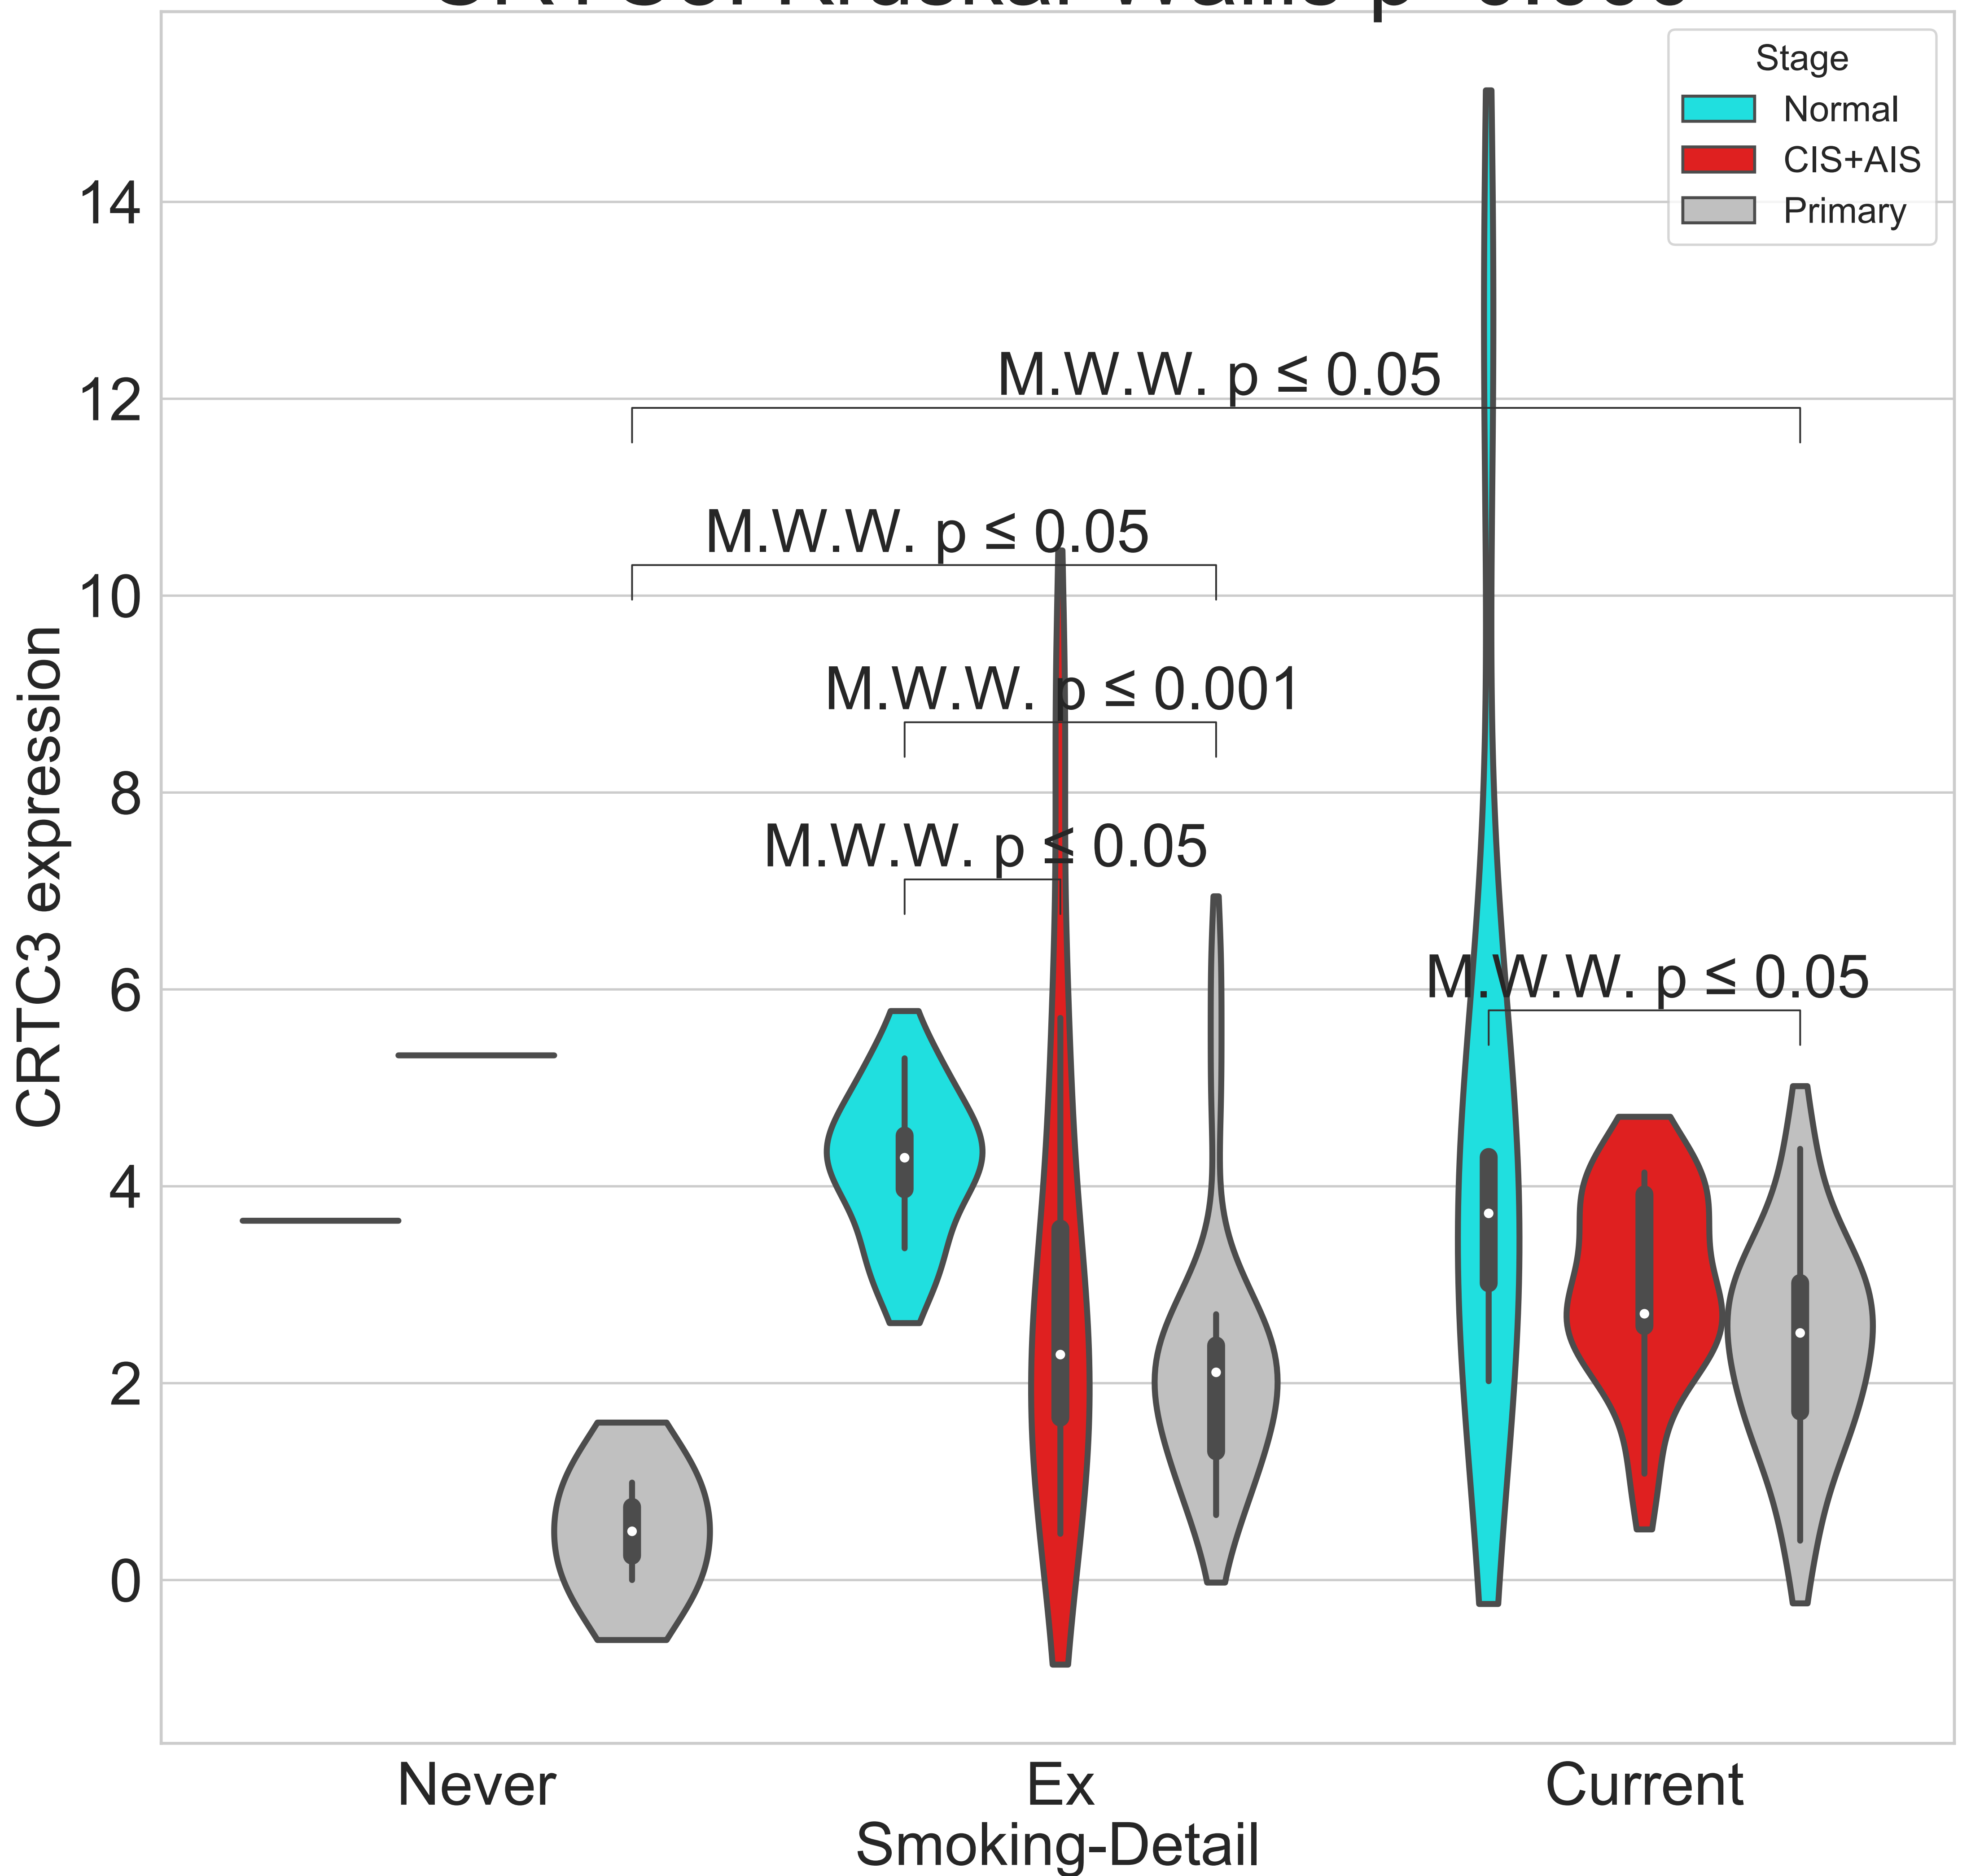 Stage
Normal
CIS+AIS
Primary
14
12
10
8
6
4
2
0
CRTC3 expression
M.W.W. p ≤ 0.05
M.W.W. p ≤ 0.05
M.W.W. p ≤ 0.001
M.W.W. p ≤ 0.05
M.W.W. p ≤ 0.05
Never
Ex
Current
Smoking-Detail